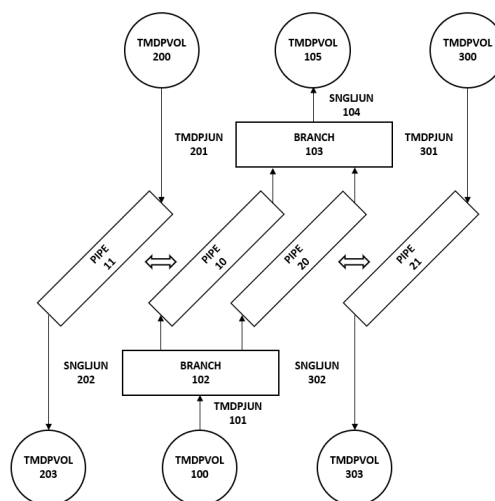 TMDPVOL
200
TMDPVOL
105
TMDPVOL
300
SNGLJUN
104
TMDPJUN
201
BRANCH
103
TMDPJUN
301
PIPE
11
PIPE
10
PIPE
20
PIPE
21
SNGLJUN
202
BRANCH
102
SNGLJUN
302
TMDPJUN
101
TMDPVOL
203
TMDPVOL
100
TMDPVOL
303